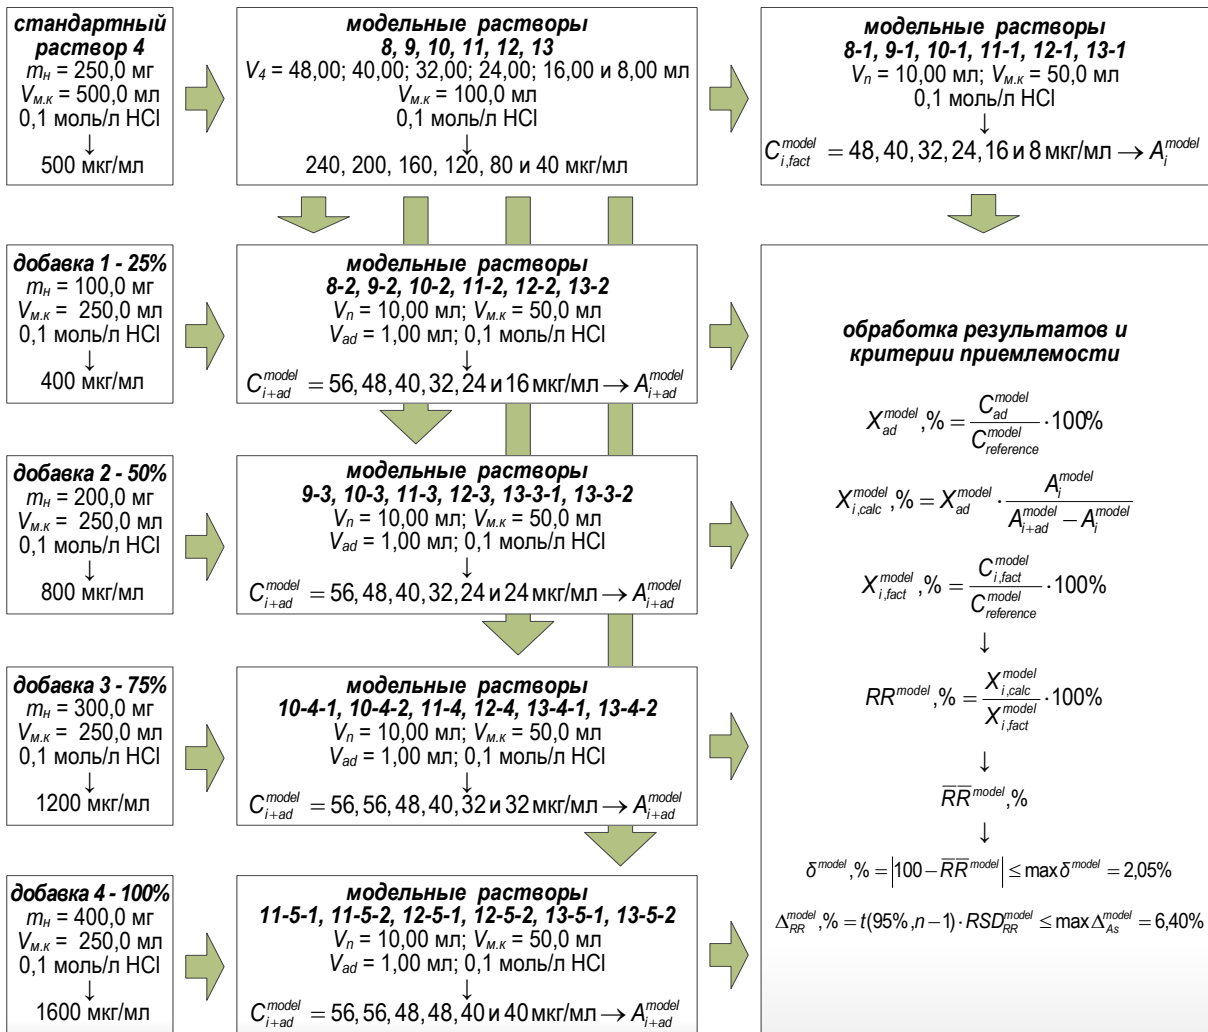 стандартный
раствор 4
mн = 250,0 мг
Vм.к = 500,0 мл
0,1 моль/л HCl
↓
500 мкг/мл
модельные растворы
8, 9, 10, 11, 12, 13
V4 = 48,00; 40,00; 32,00; 24,00; 16,00 и 8,00 мл
Vм.к = 100,0 мл
0,1 моль/л HCl
↓
240, 200, 160, 120, 80 и 40 мкг/мл
модельные растворы
8-1, 9-1, 10-1, 11-1, 12-1, 13-1
Vп = 10,00 мл; Vм.к = 50,0 мл
0,1 моль/л HCl
↓
C^model_i,fact = 48, 40, 32, 24, 16 и 8 мкг/мл → A^model_i
добавка 1 - 25%
mн = 100,0 мг
Vм.к = 250,0 мл
0,1 моль/л HCl
↓
400 мкг/мл
модельные растворы
8-2, 9-2, 10-2, 11-2, 12-2, 13-2
Vп = 10,00 мл; Vм.к = 50,0 мл
Vad = 1,00 мл; 0,1 моль/л HCl
↓
C^model_i+ad = 56, 48, 40, 32, 24 и 16 мкг/мл → A^model_i+ad
добавка 2 - 50%
mн = 200,0 мг
Vм.к = 250,0 мл
0,1 моль/л HCl
↓
800 мкг/мл
модельные растворы
9-3, 10-3, 11-3, 12-3, 13-3-1, 13-3-2
Vп = 10,00 мл; Vм.к = 50,0 мл
Vad = 1,00 мл; 0,1 моль/л HCl
↓
C^model_i+ad = 56, 48, 40, 32, 24 и 24 мкг/мл → A^model_i+ad
добавка 3 - 75%
mн = 300,0 мг
Vм.к = 250,0 мл
0,1 моль/л HCl
↓
1200 мкг/мл
модельные растворы
10-4-1, 10-4-2, 11-4, 12-4, 13-4-1, 13-4-2
Vп = 10,00 мл; Vм.к = 50,0 мл
Vad = 1,00 мл; 0,1 моль/л HCl
↓
C^model_i+ad = 56, 56, 48, 40, 32 и 32 мкг/мл → A^model_i+ad
добавка 4 - 100%
mн = 400,0 мг
Vм.к = 250,0 мл
0,1 моль/л HCl
↓
1600 мкг/мл
модельные растворы
11-5-1, 11-5-2, 12-5-1, 12-5-2, 13-5-1, 13-5-2
Vп = 10,00 мл; Vм.к = 50,0 мл
Vad = 1,00 мл; 0,1 моль/л HCl
↓
C^model_i+ad = 56, 56, 48, 48, 40 и 40 мкг/мл → A^model_i+ad
обработка результатов и
критерии приемлемости
X^model_ad,% = C^model_ad / C^model_reference · 100%
X^model_i,calc,% = X^model_ad · A^model_i / (A^model_i+ad − A^model_i)
X^model_i,fact,% = C^model_i,fact / C^model_reference · 100%
↓
RR^model,% = X^model_i,calc / X^model_i,fact · 100%
↓
R̅R̅^model,%
↓
δ^model,% = |100 − R̅R̅^model| ≤ max δ^model = 2,05%
Δ^model_RR,% = t(95%, n−1) · RSD^model_RR ≤ max Δ^model_As = 6,40%